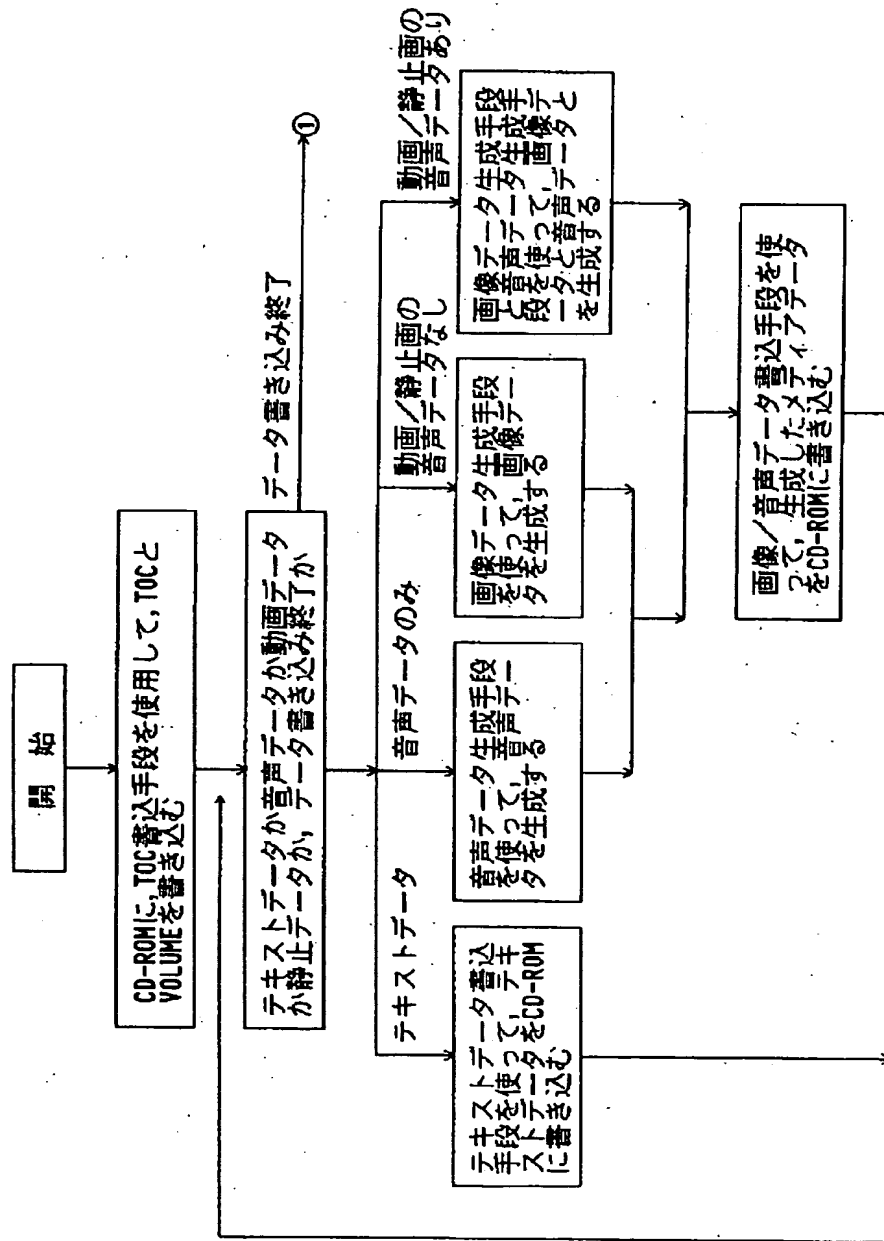 開 始
CD-ROMに,TOC書込手段を使用して,TOCと
VOLUMEを書き込む
テキストデータか音声データか動画データ
か静止データか,データ書き込み終了か
データ書き込み終了
①
テキストデータ
音声データのみ
動画／静止画の
音声データなし
動画／静止画の
音声データあり
テキストデータ書込
手段を使って,テキ
ストデータをCD-ROM
に書き込む
音声データ生成手段
を使って,音声デー
タを生成する
画像データ生成手段
を使って,画像デー
タを生成する
画像データ生成手段
と音声データ生成手
段を使って,画像デ
ータと音声データと
を生成する
画像／音声データ書込手段を使
って,生成したメディアデータ
をCD-ROMに書き込む